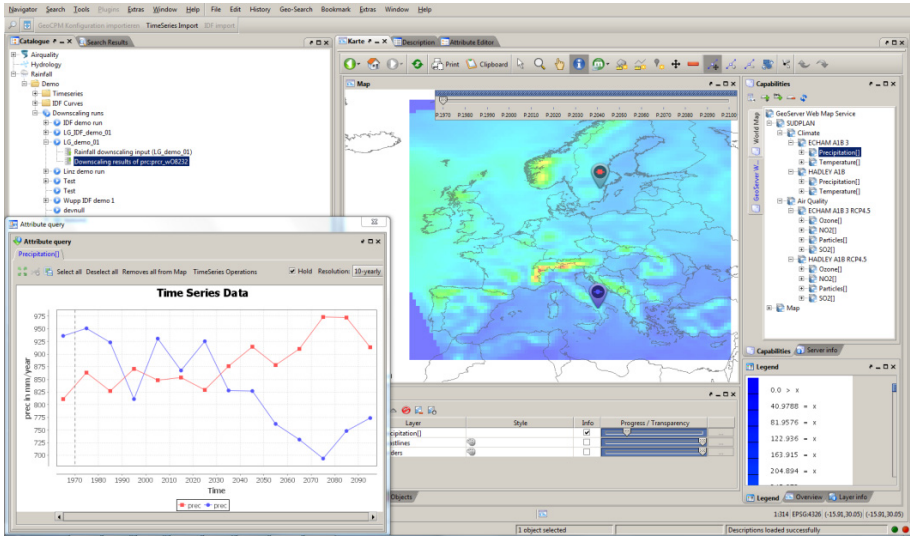 Navigator Search Tools Plugins Extras Window Help File Edit History Geo-Search Bookmark Extras Window Help
GeoCPM Konfiguration importieren TimeSeries Import IDF-import
Catalogue Search Results
Airquality
Hydrology
Rainfall
Demo
Timeseries
IDF Curves
Downscaling runs
IDF demo run
LG_IDF_demo_01
LG_demo_01
Rainfall downscaling input (LG_demo_01)
Downscaling results of prc:prcr_wO8232
Linz demo run
Test
Test
Wupp IDF demo 1
devnull
Karte Description Attribute Editor
Print Clipboard
Map
P.1970 P.1980 P.1990 P.2000 P.2010 P.2020 P.2030 P.2040 P.2050 P.2060 P.2070 P.2080 P.2090 P.2100
Capabilities
World Map
GeoServer W...
GeoServer Web Map Service
SUDPLAN
Climate
ECHAM A1B 3
Precipitation[]
Temperature[]
HADLEY A1B
Precipitation[]
Temperature[]
Air Quality
ECHAM A1B 3 RCP4.5
Ozone[]
NO2[]
Particles[]
SO2[]
HADLEY A1B RCP4.5
Ozone[]
NO2[]
Particles[]
SO2[]
Map
Capabilities Server info
Legend
0.0 > x
40.9788 = x
81.9576 = x
122.936 = x
163.915 = x
204.894 = x
Legend Overview Layer info
Attribute query
Attribute query
Precipitation[]
Select all Deselect all Removes all from Map TimeSeries Operations Hold Resolution: 10-yearly
Time Series Data
prec in mm/year
975
950
925
900
875
850
825
800
775
750
725
700
1970 1980 1990 2000 2010 2020 2030 2040 2050 2060 2070 2080 2090
Time
prec prec
Layer Style Info Progress / Transparency
cipitation[]
astlines
ders
Objects
1:314 EPSG:4326 (-15.91,30.05) (-15.91,30.05)
1 object selected Descriptions loaded successfully